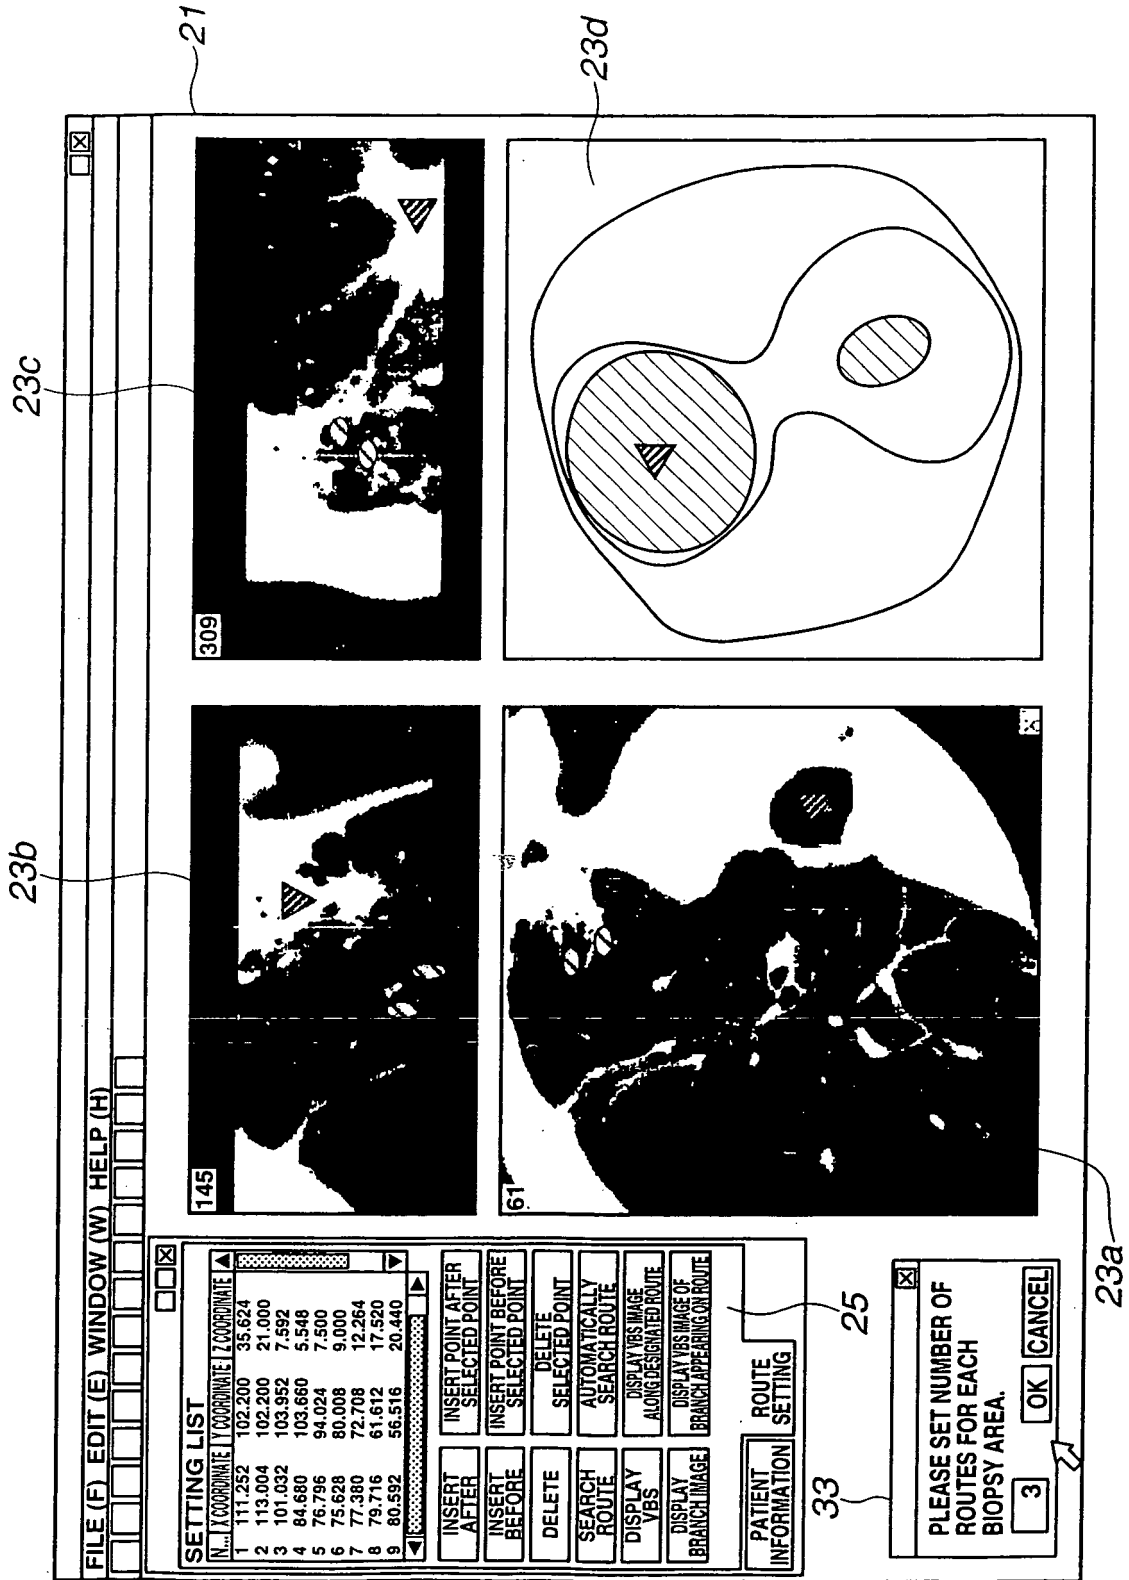 FILE (F) EDIT (E) WINDOW (W) HELP (H)
21
SETTING LIST
N... X COORDINATE Y COORDINATE Z COORDINATE
1 111.252 102.200 35.624
2 113.004 102.200 21.000
3 101.032 103.952 7.592
4 84.680 103.660 5.548
5 76.796 94.024 7.500
6 75.628 80.008 9.000
7 77.380 72.708 12.264
8 79.716 61.612 17.520
9 80.592 56.516 20.440
INSERT AFTER
INSERT POINT AFTER SELECTED POINT
INSERT BEFORE
INSERT POINT BEFORE SELECTED POINT
DELETE
DELETE SELECTED POINT
SEARCH ROUTE
AUTOMATICALLY SEARCH ROUTE
DISPLAY VBS
DISPLAY VBS IMAGE ALONG DESIGNATED ROUTE
DISPLAY BRANCH IMAGE
DISPLAY VBS IMAGE OF BRANCH APPEARING ON ROUTE
PATIENT INFORMATION
ROUTE SETTING
25
33
PLEASE SET NUMBER OF
ROUTES FOR EACH
BIOPSY AREA.
3 OK CANCEL
23b
145
23c
309
61
23a
23d